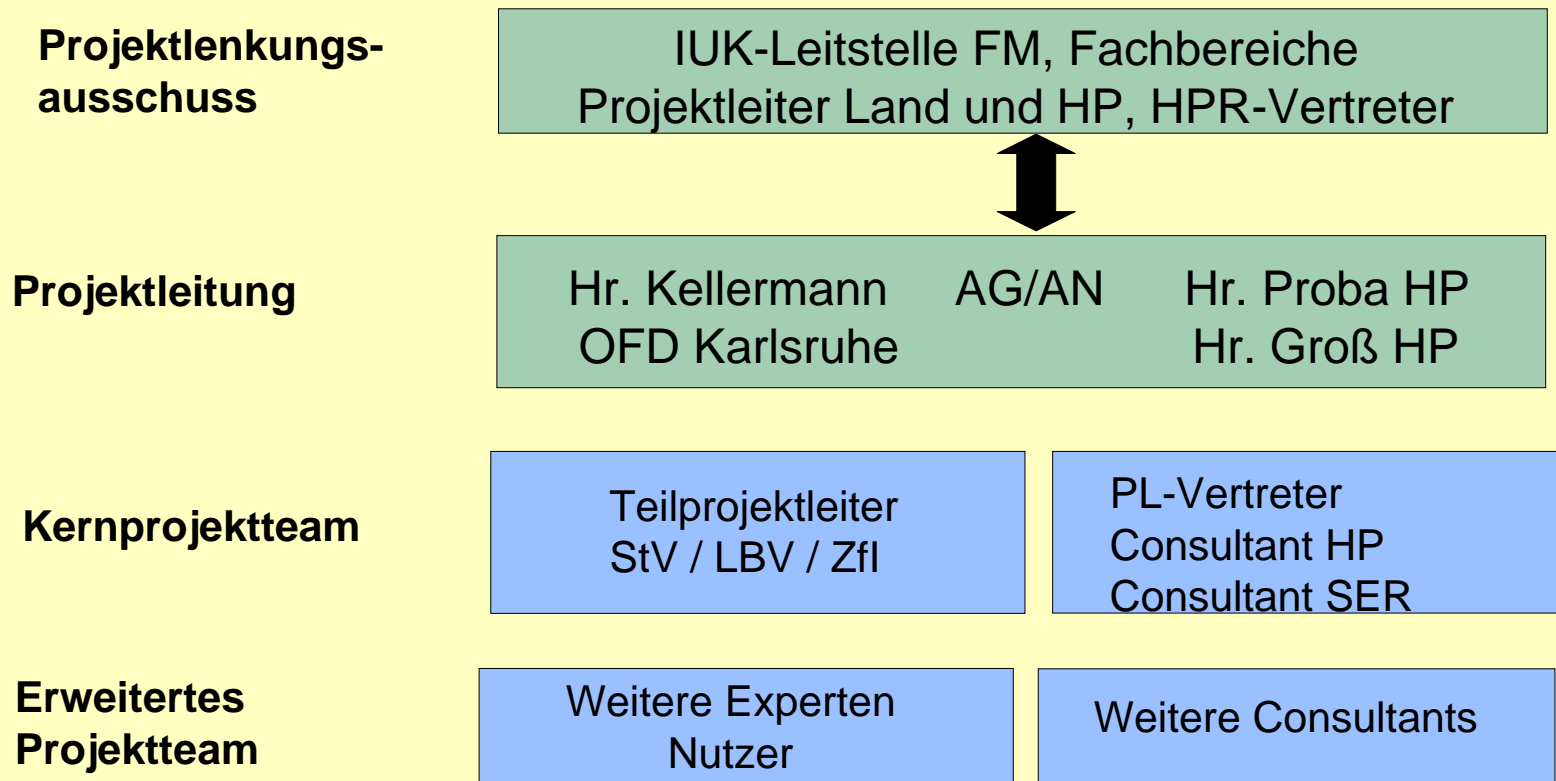 Projektlenkungs-
ausschuss
IUK-Leitstelle FM, Fachbereiche
Projektleiter Land und HP, HPR-Vertreter
Projektleitung
Hr. Kellermann AG/AN Hr. Proba HP
OFD Karlsruhe Hr. Groß HP
Kernprojektteam
Teilprojektleiter
StV / LBV / ZfI
PL-Vertreter
Consultant HP
Consultant SER
Erweitertes
Projektteam
Weitere Experten
Nutzer
Weitere Consultants